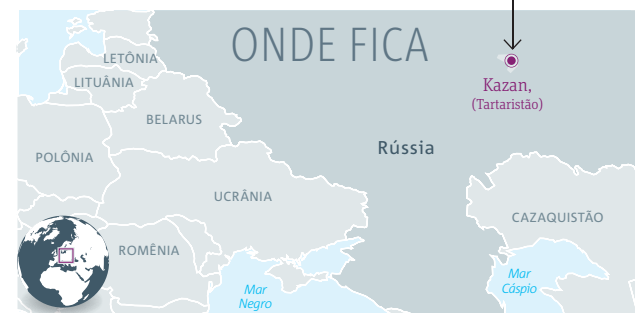 ONDE FICA
LETÔNIA
LITUÂNIA
Kazan,
(Tartaristão)
BELARUS
Rússia
POLÔNIA
UCRÂNIA
CAZAQUISTÃO
ROMÊNIA
Mar
Cáspio
Mar
Negro